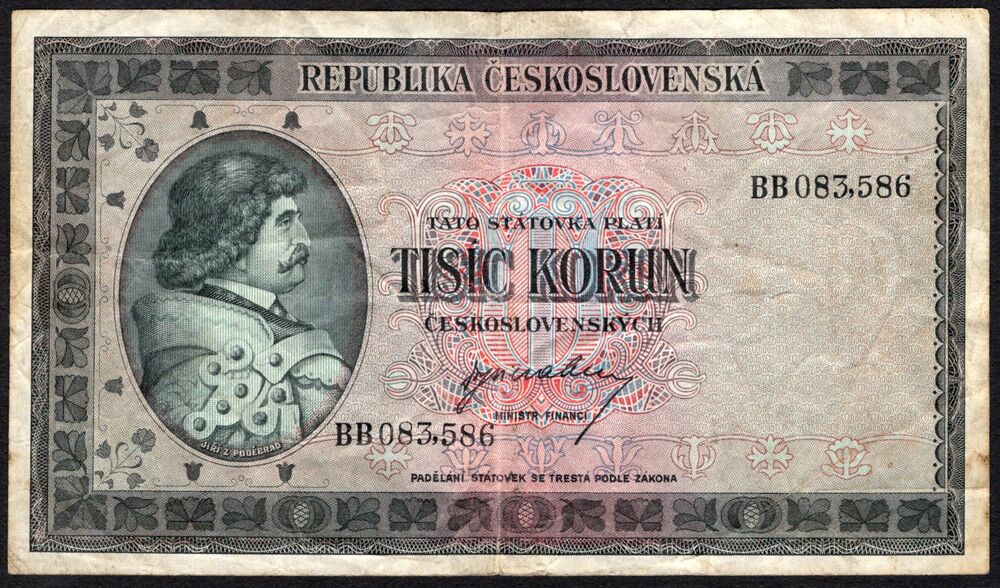 REPUBLIKA ČESKOSLOVENSKÁ
BB 083,586
TATO STÁTOVKA PLATÍ
TISÍC KORUN
ČESKOSLOVENSKÝCH
MINISTR FINANCÍ
BB 083,586
JIŘÍ Z PODĚBRAD
PADĚLÁNÍ STÁTOVEK SE TRESTÁ PODLE ZÁKONA